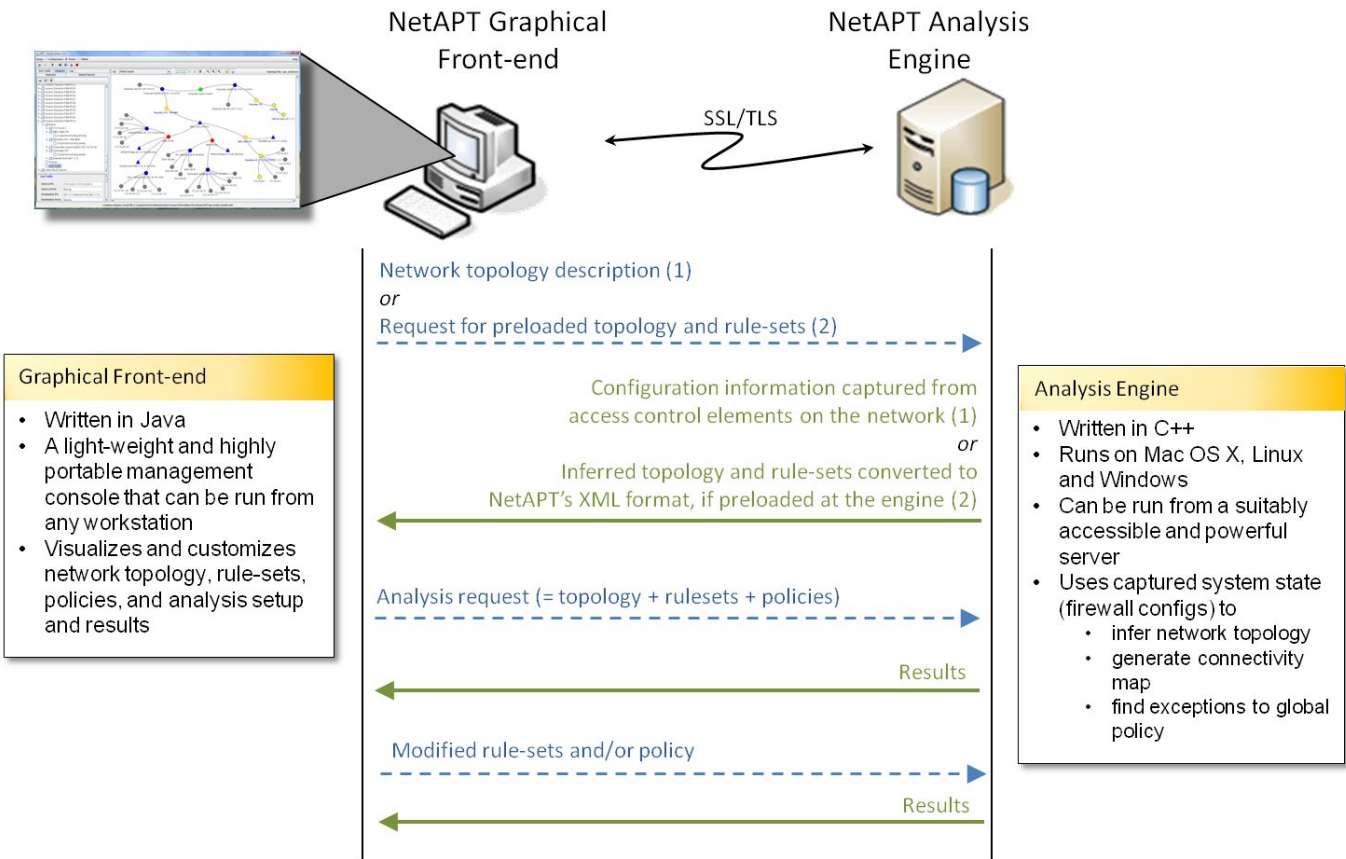 NetAPT Graphical
Front-end
NetAPT Analysis
Engine
SSL/TLS
Network topology description (1)
or
Request for preloaded topology and rule-sets (2)
Configuration information captured from
access control elements on the network (1)
or
Inferred topology and rule-sets converted to
NetAPT's XML format, if preloaded at the engine (2)
Analysis request (= topology + rulesets + policies)
Results
Modified rule-sets and/or policy
Results
Graphical Front-end
• Written in Java
• A light-weight and highly
portable management
console that can be run from
any workstation
• Visualizes and customizes
network topology, rule-sets,
policies, and analysis setup
and results
Analysis Engine
• Written in C++
• Runs on Mac OS X, Linux
and Windows
• Can be run from a suitably
accessible and powerful
server
• Uses captured system state
(firewall configs) to
• infer network topology
• generate connectivity
map
• find exceptions to global
policy